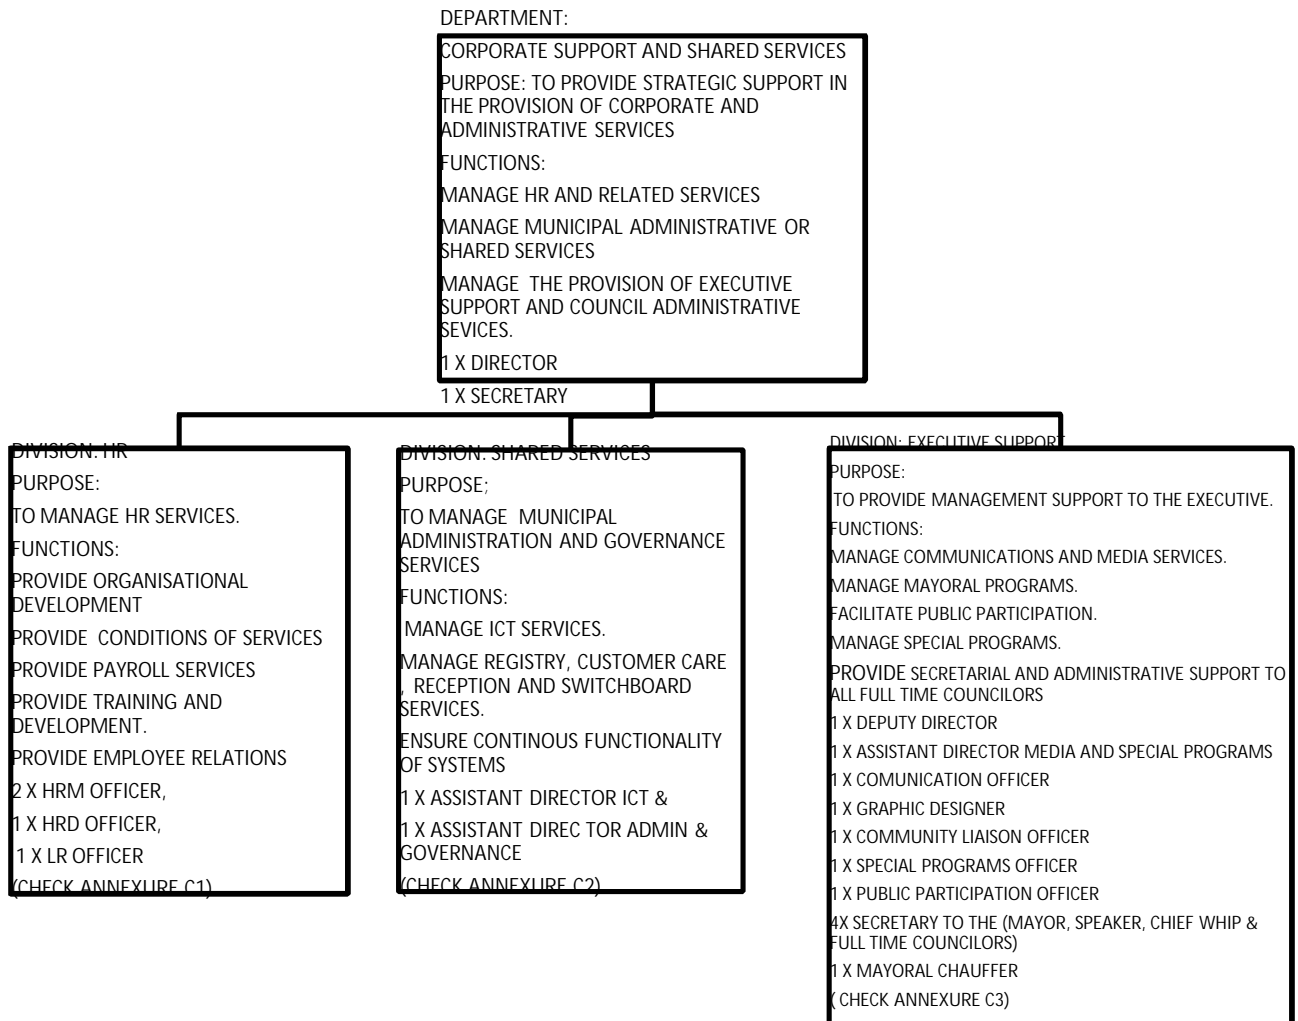 DEPARTMENT:
CORPORATE SUPPORT AND SHARED SERVICES
PURPOSE: TO PROVIDE STRATEGIC SUPPORT IN
THE PROVISION OF CORPORATE AND
ADMINISTRATIVE SERVICES
FUNCTIONS:
MANAGE HR AND RELATED SERVICES
MANAGE MUNICIPAL ADMINISTRATIVE OR
SHARED SERVICES
MANAGE THE PROVISION OF EXECUTIVE
SUPPORT AND COUNCIL ADMINISTRATIVE
SEVICES.
1 X DIRECTOR
1 X SECRETARY
DIVISION: HR
PURPOSE:
TO MANAGE HR SERVICES.
FUNCTIONS:
PROVIDE ORGANISATIONAL
DEVELOPMENT
PROVIDE CONDITIONS OF SERVICES
PROVIDE PAYROLL SERVICES
PROVIDE TRAINING AND
DEVELOPMENT.
PROVIDE EMPLOYEE RELATIONS
2 X HRM OFFICER,
1 X HRD OFFICER,
1 X LR OFFICER
(CHECK ANNEXURE C1)
DIVISION: SHARED SERVICES
PURPOSE;
TO MANAGE MUNICIPAL
ADMINISTRATION AND GOVERNANCE
SERVICES
FUNCTIONS:
MANAGE ICT SERVICES.
MANAGE REGISTRY, CUSTOMER CARE
, RECEPTION AND SWITCHBOARD
SERVICES.
ENSURE CONTINOUS FUNCTIONALITY
OF SYSTEMS
1 X ASSISTANT DIRECTOR ICT &
1 X ASSISTANT DIREC TOR ADMIN &
GOVERNANCE
(CHECK ANNEXURE C2)
DIVISION: EXECUTIVE SUPPORT
PURPOSE:
TO PROVIDE MANAGEMENT SUPPORT TO THE EXECUTIVE.
FUNCTIONS:
MANAGE COMMUNICATIONS AND MEDIA SERVICES.
MANAGE MAYORAL PROGRAMS.
FACILITATE PUBLIC PARTICIPATION.
MANAGE SPECIAL PROGRAMS.
PROVIDE SECRETARIAL AND ADMINISTRATIVE SUPPORT TO
ALL FULL TIME COUNCILORS
1 X DEPUTY DIRECTOR
1 X ASSISTANT DIRECTOR MEDIA AND SPECIAL PROGRAMS
1 X COMUNICATION OFFICER
1 X GRAPHIC DESIGNER
1 X COMMUNITY LIAISON OFFICER
1 X SPECIAL PROGRAMS OFFICER
1 X PUBLIC PARTICIPATION OFFICER
4X SECRETARY TO THE (MAYOR, SPEAKER, CHIEF WHIP &
FULL TIME COUNCILORS)
1 X MAYORAL CHAUFFER
( CHECK ANNEXURE C3)